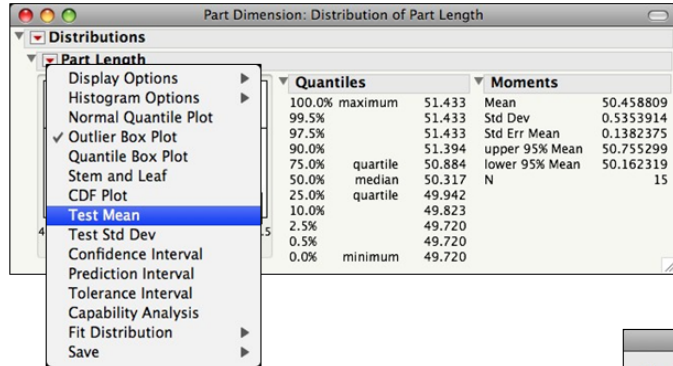 Part Dimension: Distribution of Part Length
Distributions
Part Length
Display Options
Histogram Options
Normal Quantile Plot
✓ Outlier Box Plot
Quantile Box Plot
Stem and Leaf
CDF Plot
Test Mean
Test Std Dev
Confidence Interval
Prediction Interval
Tolerance Interval
Capability Analysis
Fit Distribution
Save
4
.5
Quantiles
100.0% maximum 51.433
99.5% 51.433
97.5% 51.433
90.0% 51.394
75.0% quartile 50.884
50.0% median 50.317
25.0% quartile 49.942
10.0% 49.823
2.5% 49.720
0.5% 49.720
0.0% minimum 49.720
Moments
Mean 50.458809
Std Dev 0.5353914
Std Err Mean 0.1382375
upper 95% Mean 50.755299
lower 95% Mean 50.162319
N 15